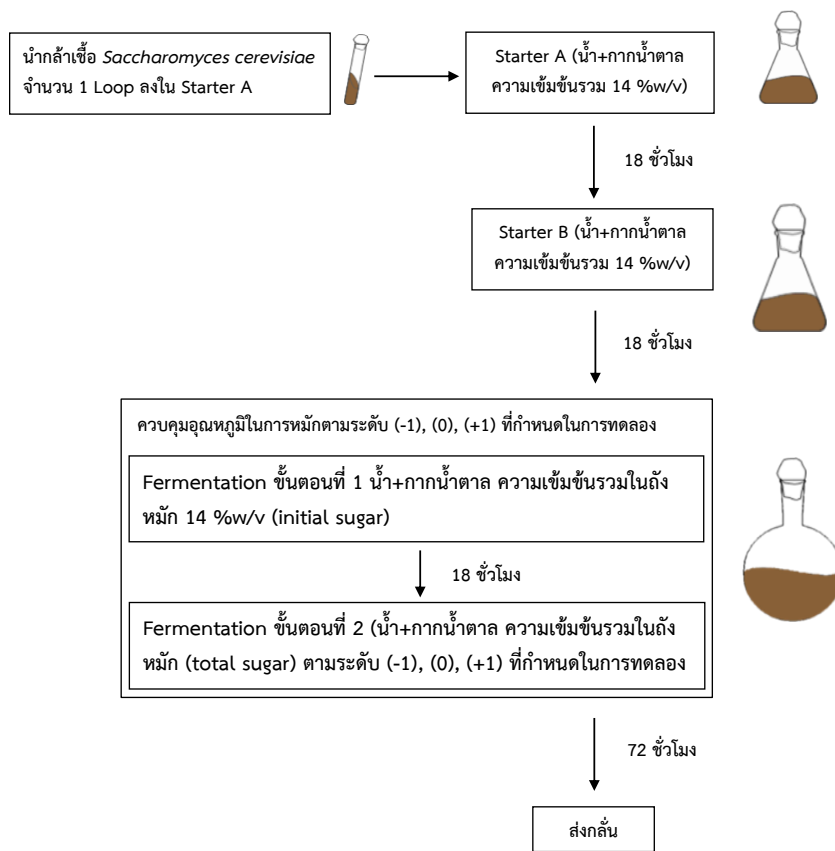 นำกล้าเชื้อ Saccharomyces cerevisiae
จำนวน 1 Loop ลงใน Starter A
Starter A (น้ำ+กากน้ำตาล
ความเข้มข้นรวม 14 %w/v)
18 ชั่วโมง
Starter B (น้ำ+กากน้ำตาล
ความเข้มข้นรวม 14 %w/v)
18 ชั่วโมง
ควบคุมอุณหภูมิในการหมักตามระดับ (-1), (0), (+1) ที่กำหนดในการทดลอง
Fermentation ขั้นตอนที่ 1 น้ำ+กากน้ำตาล ความเข้มข้นรวมในถัง
หมัก 14 %w/v (initial sugar)
18 ชั่วโมง
Fermentation ขั้นตอนที่ 2 (น้ำ+กากน้ำตาล ความเข้มข้นรวมในถัง
หมัก (total sugar) ตามระดับ (-1), (0), (+1) ที่กำหนดในการทดลอง
72 ชั่วโมง
ส่งกลั่น